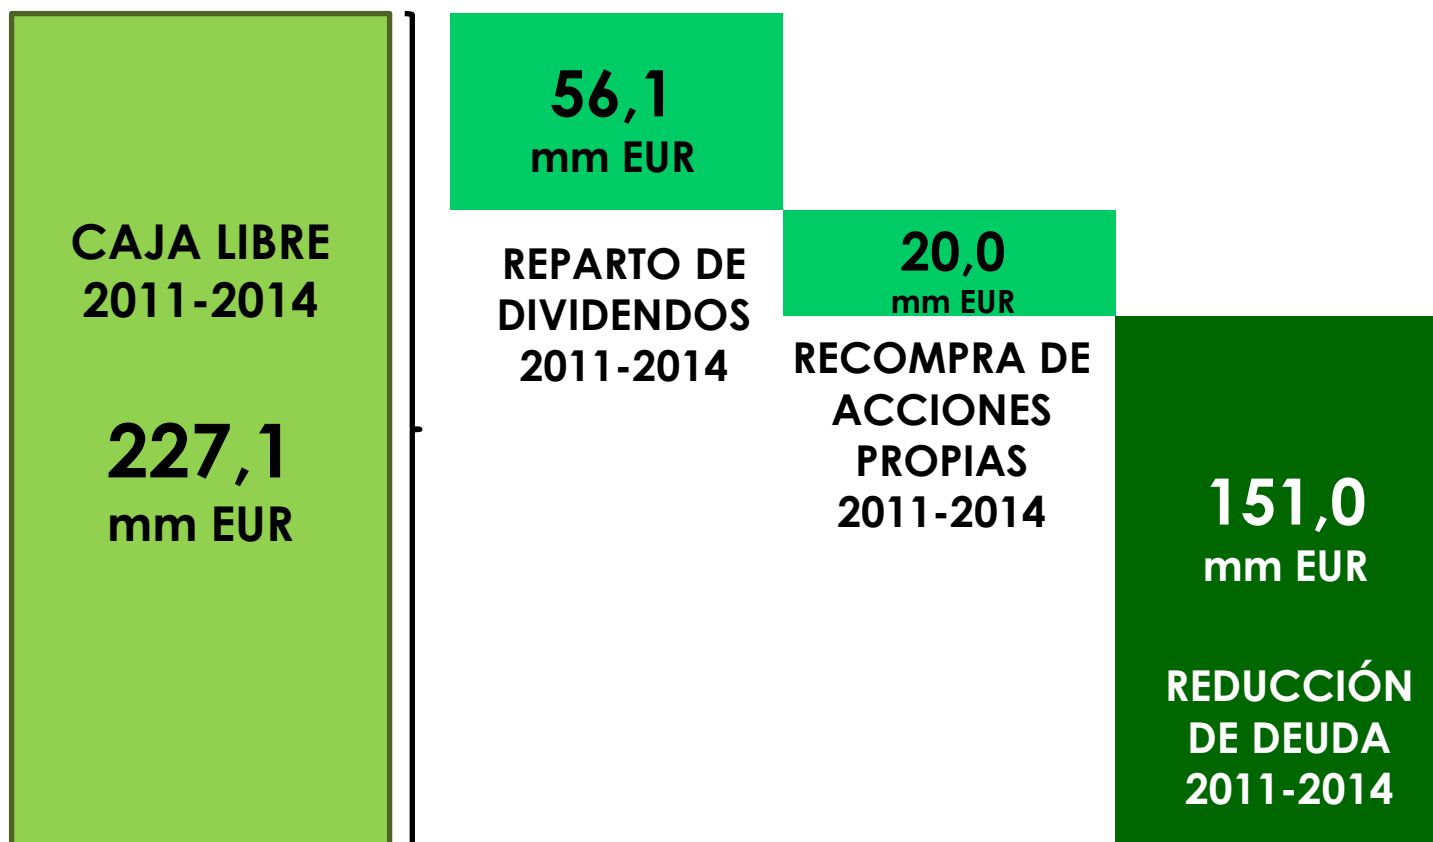 CAJA LIBRE
2011-2014
227,1
mm EUR
56,1
mm EUR
REPARTO DE
DIVIDENDOS
2011-2014
20,0
mm EUR
RECOMPRA DE
ACCIONES
PROPIAS
2011-2014
151,0
mm EUR
REDUCCIÓN
DE DEUDA
2011-2014